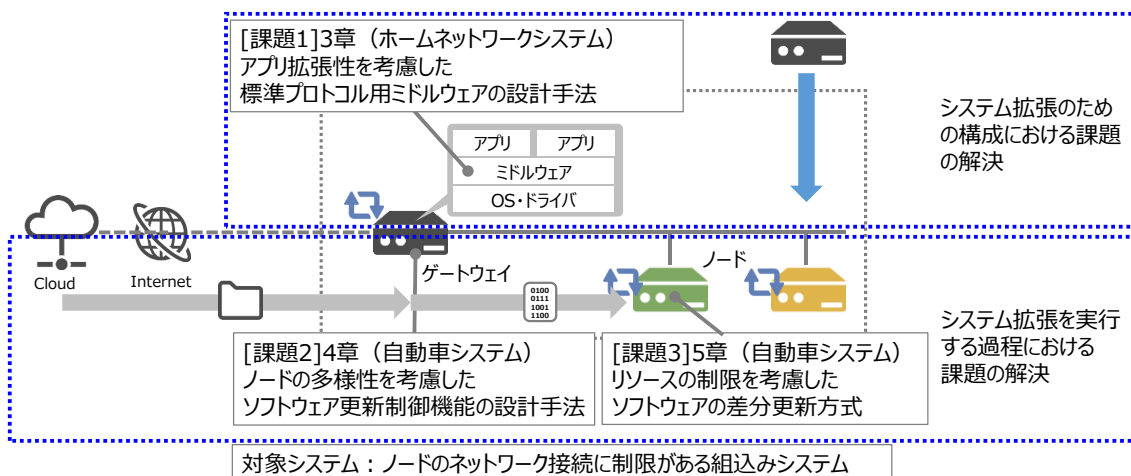 [課題1]3章（ホームネットワークシステム）
アプリ拡張性を考慮した
標準プロトコル用ミドルウェアの設計手法
システム拡張のため
の構成における課題
の解決
アプリ
アプリ
ミドルウェア
OS・ドライバ
Cloud
Internet
ゲートウェイ
ノード
0100
0111
1001
1100
[課題2]4章（自動車システム）
ノードの多様性を考慮した
ソフトウェア更新制御機能の設計手法
[課題3]5章（自動車システム）
リソースの制限を考慮した
ソフトウェアの差分更新方式
システム拡張を実行
する過程における
課題の解決
対象システム：ノードのネットワーク接続に制限がある組込みシステム